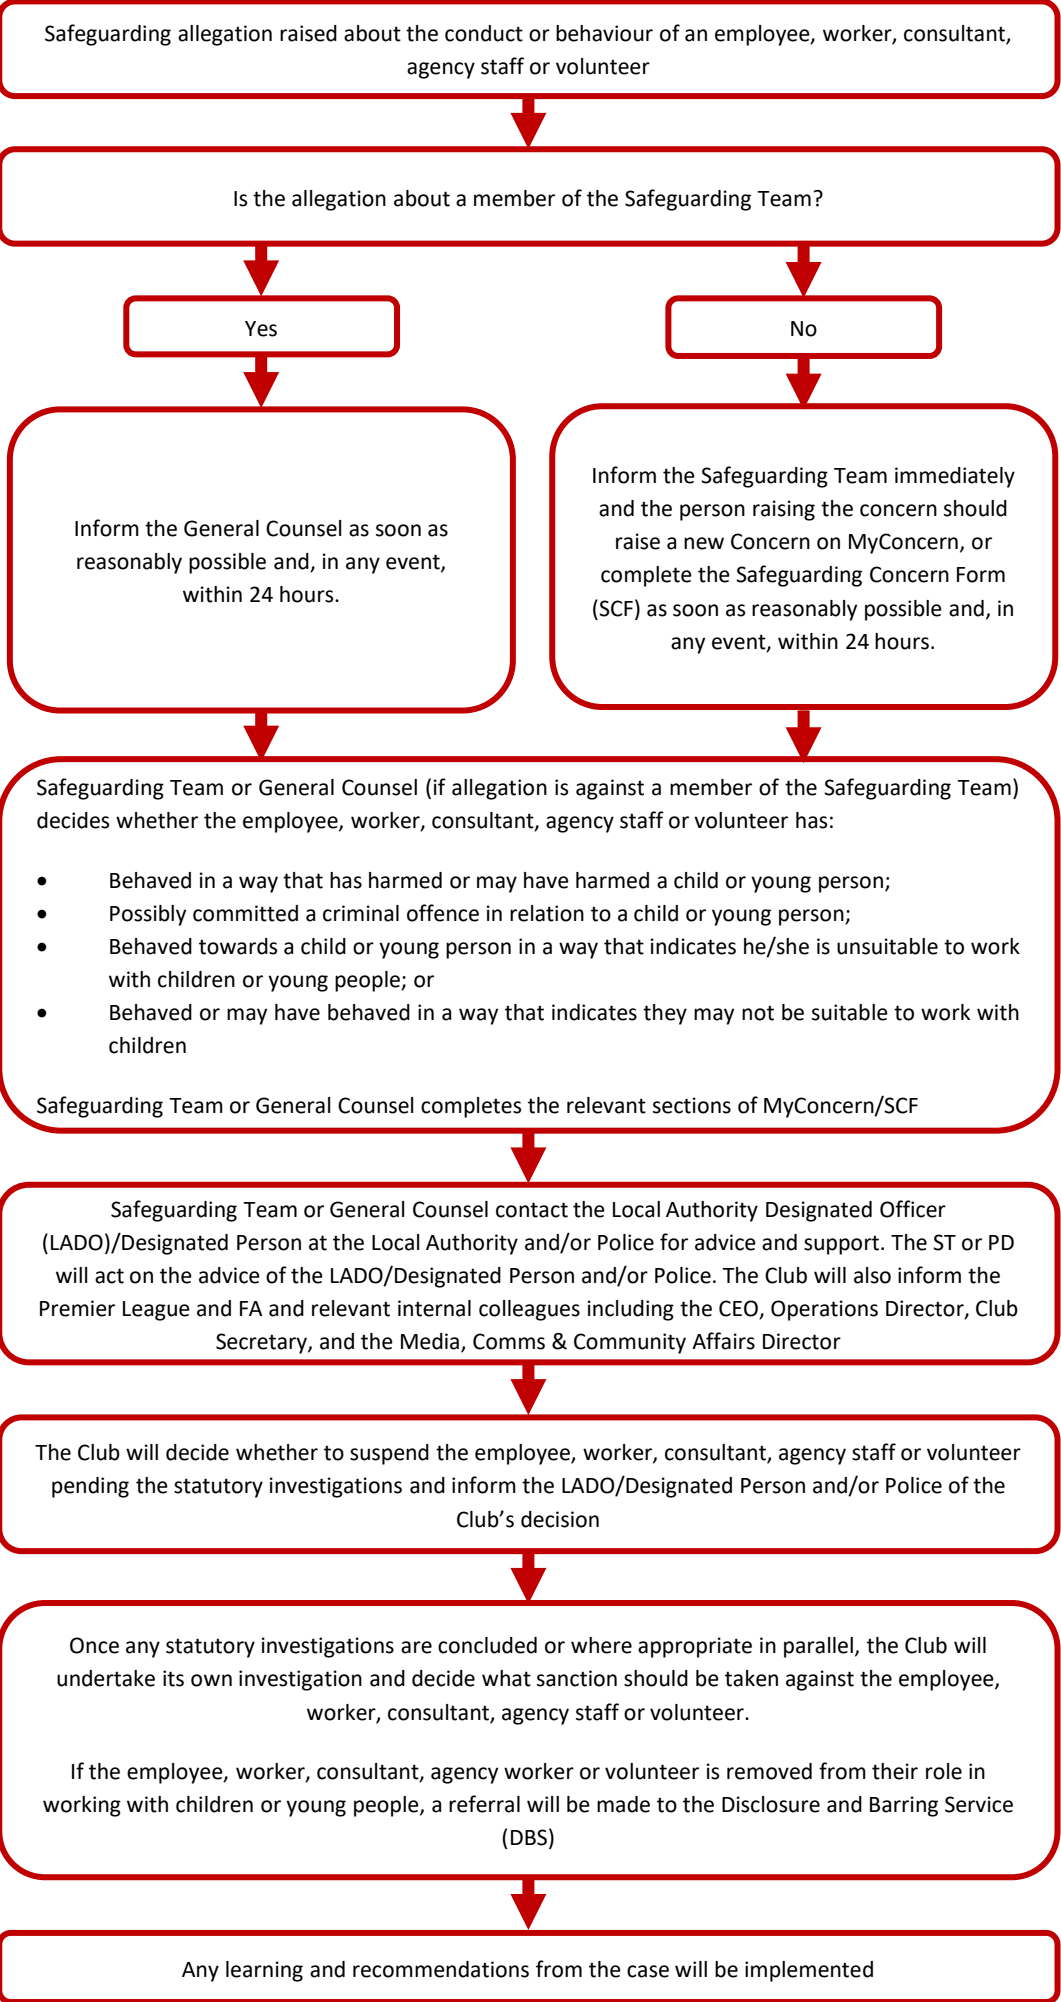 Safeguarding allegation raised about the conduct or behaviour of an employee, worker, consultant,
agency staff or volunteer
Is the allegation about a member of the Safeguarding Team?
Yes
No
Inform the General Counsel as soon as
reasonably possible and, in any event,
within 24 hours.
Inform the Safeguarding Team immediately
and the person raising the concern should
raise a new Concern on MyConcern, or
complete the Safeguarding Concern Form
(SCF) as soon as reasonably possible and, in
any event, within 24 hours.
Safeguarding Team or General Counsel (if allegation is against a member of the Safeguarding Team)
decides whether the employee, worker, consultant, agency staff or volunteer has:
• Behaved in a way that has harmed or may have harmed a child or young person;
• Possibly committed a criminal offence in relation to a child or young person;
• Behaved towards a child or young person in a way that indicates he/she is unsuitable to work
with children or young people; or
• Behaved or may have behaved in a way that indicates they may not be suitable to work with
children
Safeguarding Team or General Counsel completes the relevant sections of MyConcern/SCF
Safeguarding Team or General Counsel contact the Local Authority Designated Officer
(LADO)/Designated Person at the Local Authority and/or Police for advice and support. The ST or PD
will act on the advice of the LADO/Designated Person and/or Police. The Club will also inform the
Premier League and FA and relevant internal colleagues including the CEO, Operations Director, Club
Secretary, and the Media, Comms & Community Affairs Director
The Club will decide whether to suspend the employee, worker, consultant, agency staff or volunteer
pending the statutory investigations and inform the LADO/Designated Person and/or Police of the
Club's decision
Once any statutory investigations are concluded or where appropriate in parallel, the Club will
undertake its own investigation and decide what sanction should be taken against the employee,
worker, consultant, agency staff or volunteer.
If the employee, worker, consultant, agency worker or volunteer is removed from their role in
working with children or young people, a referral will be made to the Disclosure and Barring Service
(DBS)
Any learning and recommendations from the case will be implemented